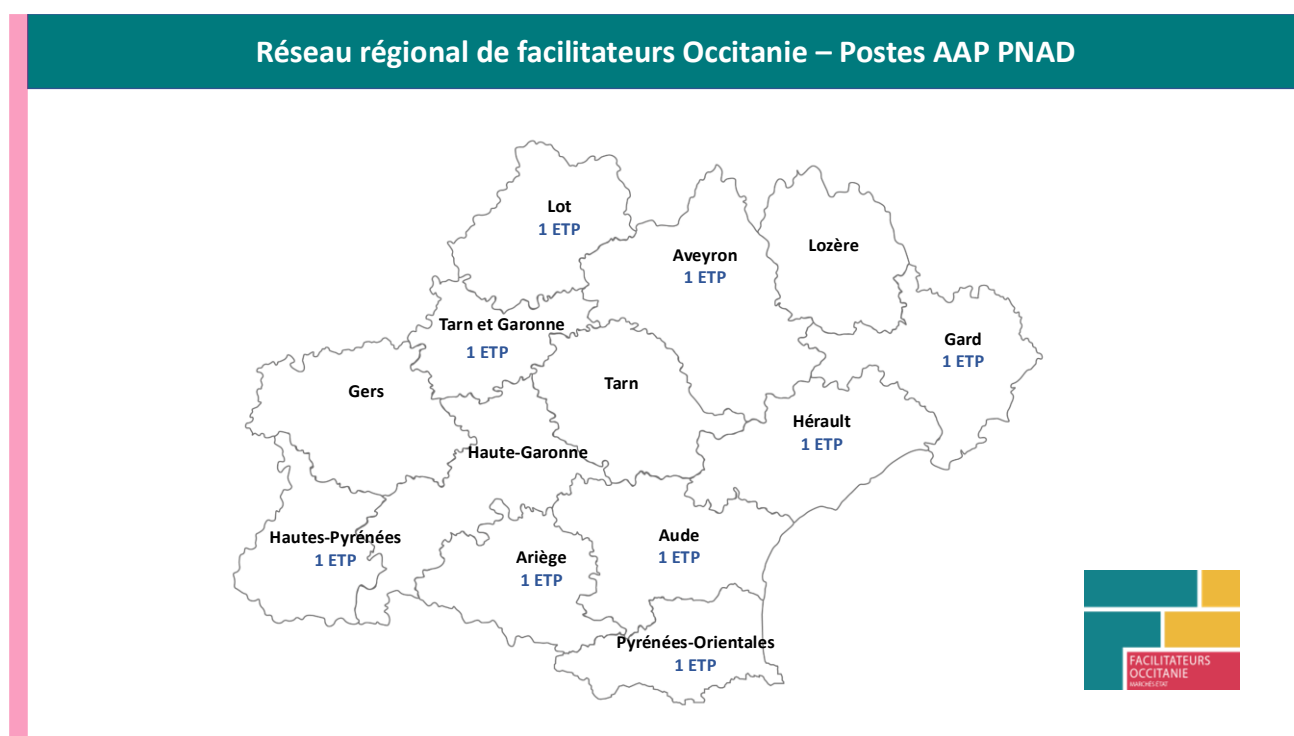 Réseau régional de facilitateurs Occitanie – Postes AAP PNAD
Lot
1 ETP
Aveyron
1 ETP
Lozère
Tarn et Garonne
1 ETP
Gard
1 ETP
Gers
Tarn
Hérault
1 ETP
Haute-Garonne
Hautes-Pyrénées
1 ETP
Ariège
1 ETP
Aude
1 ETP
Pyrénées-Orientales
1 ETP
FACILITATEURS
OCCITANIE
MARCHÉS ÉTAT